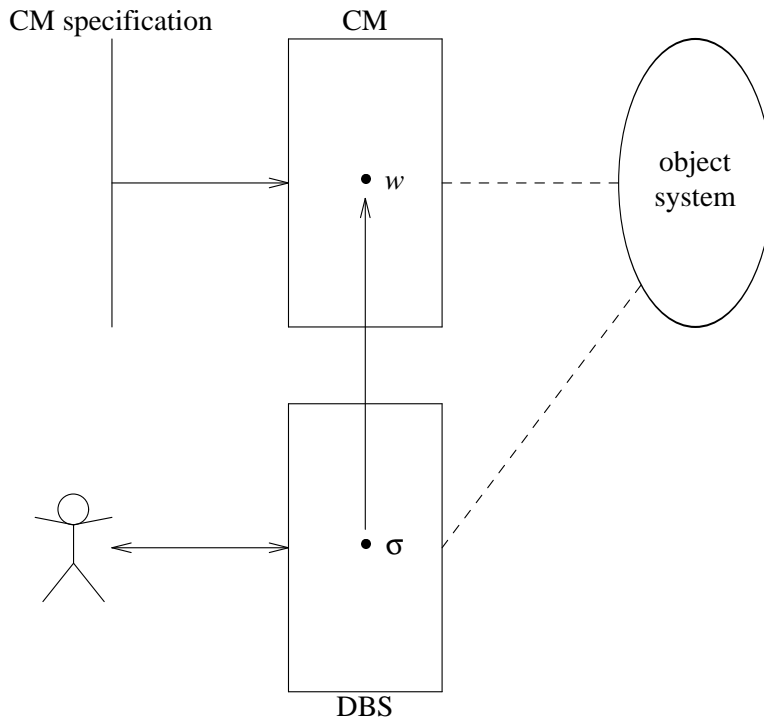 CM specification
CM
w
object
system
σ
DBS